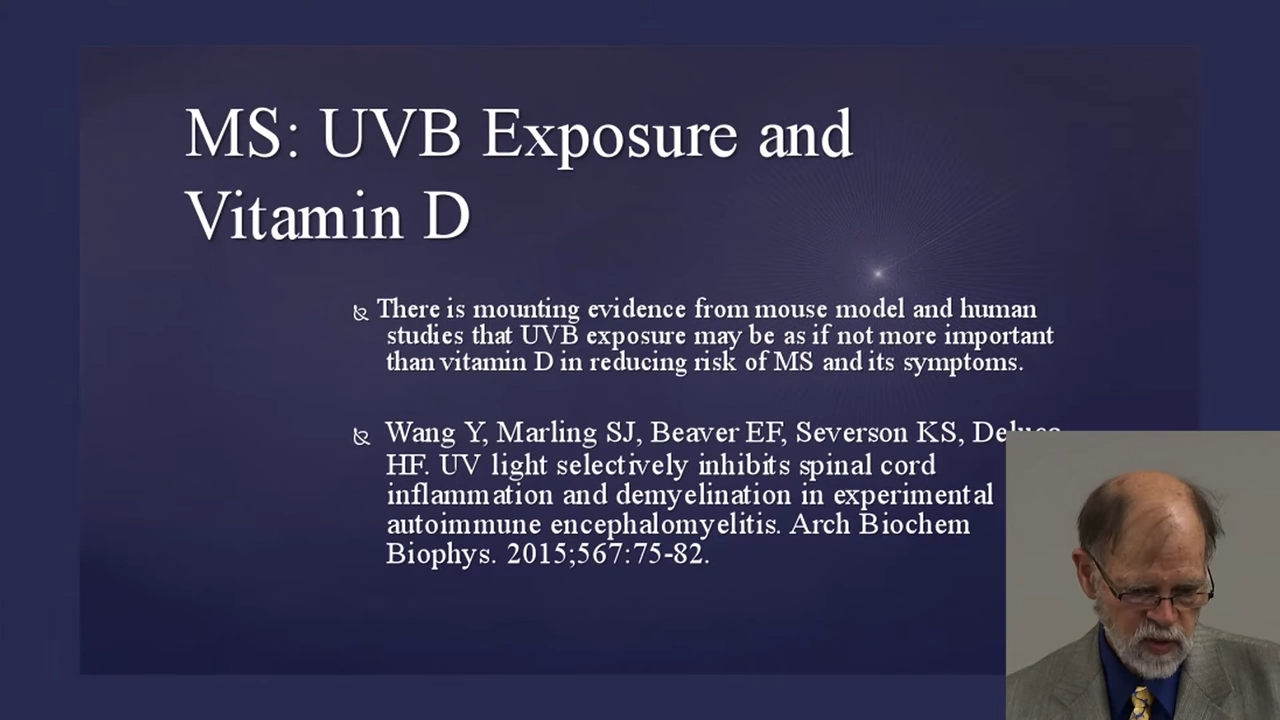 MS: UVB Exposure and
Vitamin D
There is mounting evidence from mouse model and human
studies that UVB exposure may be as if not more important
than vitamin D in reducing risk of MS and its symptoms.
Wang Y, Marling SJ, Beaver EF, Severson KS, Deluca
HF. UV light selectively inhibits spinal cord
inflammation and demyelination in experimental
autoimmune encephalomyelitis. Arch Biochem
Biophys. 2015;567:75-82.